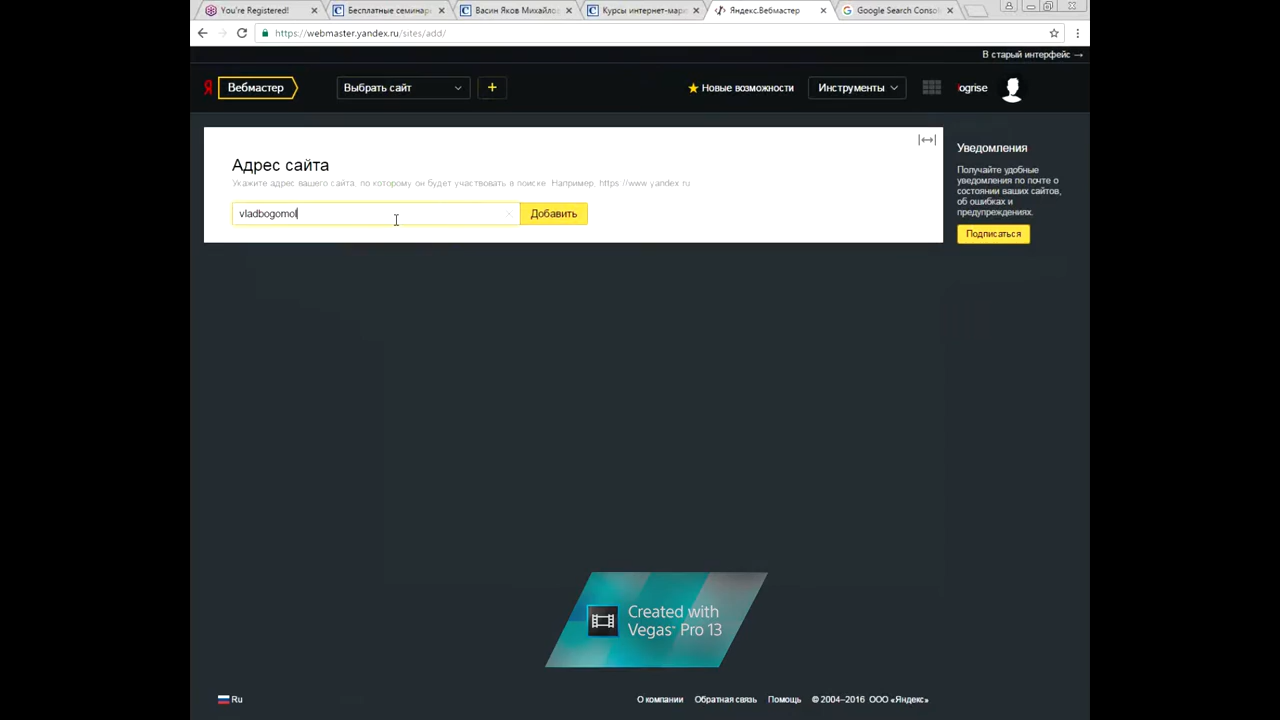 You're Registered!
Бесплатные семинар
Васин Яков Михайло
Курсы интернет-мар
Яндекс.Вебмастер
Google Search Conso
https://webmaster.yandex.ru/sites/add/
В старый интерфейс →
Я Вебмастер
Выбрать сайт
+
Новые возможности
Инструменты
logrise
Адрес сайта
Укажите адрес вашего сайта, по которому он будет участвовать в поиске. Например, https://www.yandex.ru
vladbogomol
Добавить
Уведомления
Получайте удобные
уведомления по почте о
состоянии ваших сайтов,
об ошибках и
предупреждениях.
Подписаться
Created with
Vegas™ Pro 13
Ru
О компании
Обратная связь
Помощь
© 2004–2016 ООО «Яндекс»